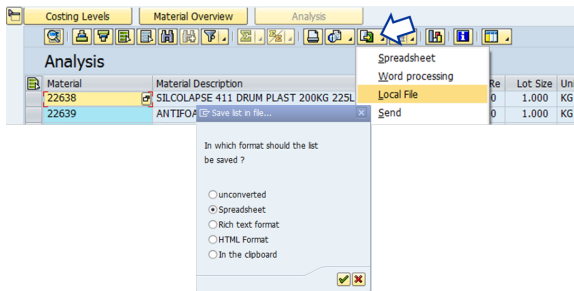 Costing Levels Material Overview Analysis
Analysis
Spreadsheet
Word processing
Local File
Send
Material Material Description Re Lot Size Un
22638 SILCOLAPSE 411 DRUM PLAST 200KG 225L 0 1.000 KG
22639 ANTIFOA 0 1.000 KG
Save list in file...
In which format should the list
be saved ?
unconverted
Spreadsheet
Rich text format
HTML Format
In the clipboard